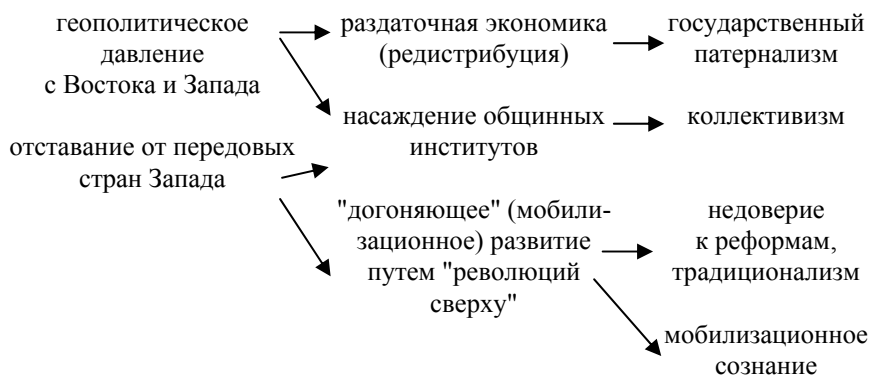 геополитическое
давление
с Востока и Запада
отставание от передовых
стран Запада
раздаточная экономика
(редистрибуция)
насаждение общинных
институтов
"догоняющее" (мобили-
зационное) развитие
путем "революций
сверху"
государственный
патернализм
коллективизм
недоверие
к реформам,
традиционализм
мобилизационное
сознание